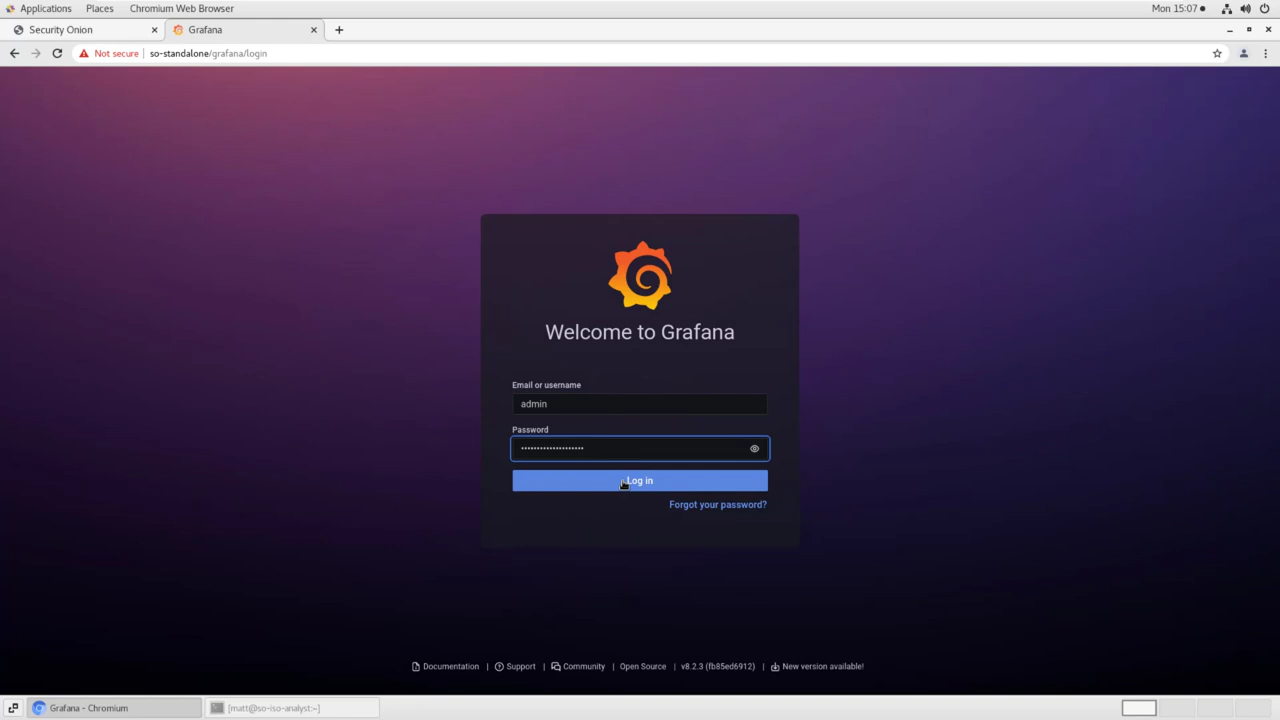 Applications Places Chromium Web Browser Mon 15:07
Security Onion Grafana
Not secure so-standalone/grafana/login
Welcome to Grafana
Email or username
admin
Password
•••••••••••••••••••
Log in
Forgot your password?
Documentation | Support | Community | Open Source | v8.2.3 (fb85ed6912) | New version available!
Grafana - Chromium [matt@so-iso-analyst:~]